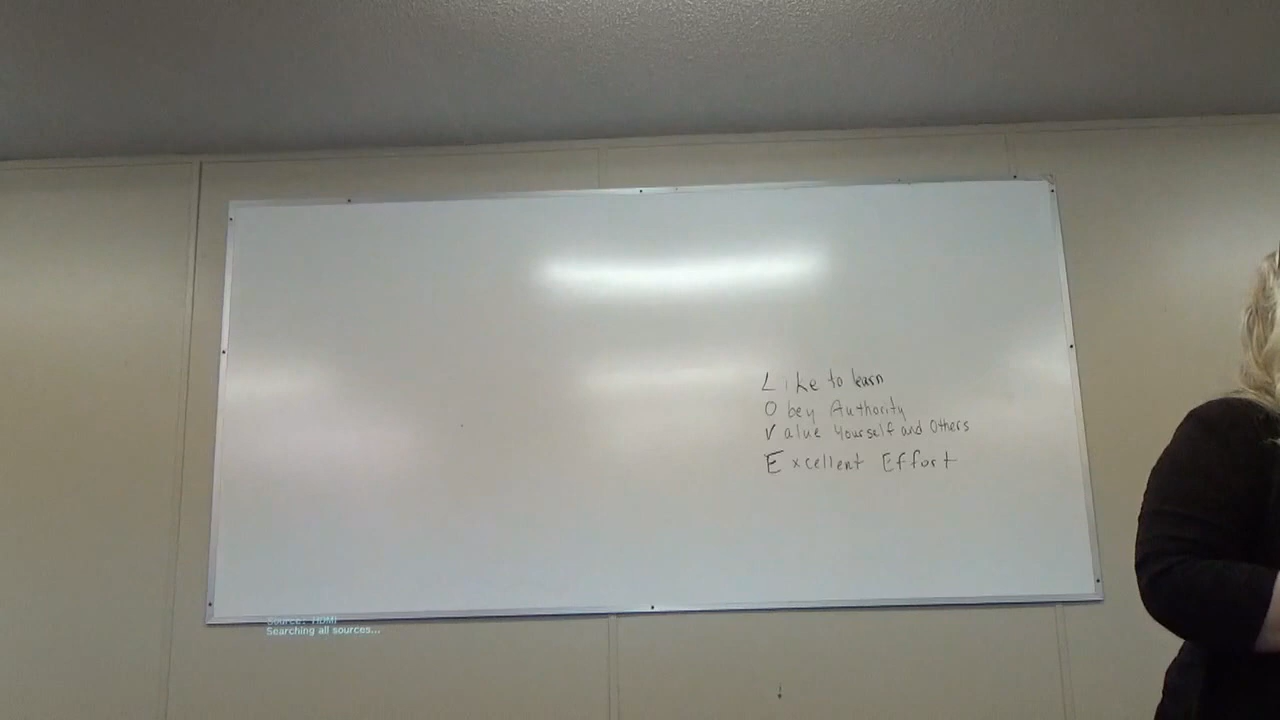 Like to learn
Obey Authority
Value Yourself and Others
Excellent Effort
Source: HDMI
Searching all sources...